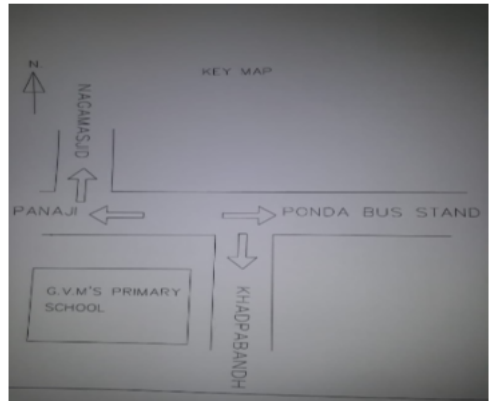 N.
KEY MAP
NAGAMASJID
PANAJI
PONDA BUS STAND
G.V.M'S PRIMARY
SCHOOL
KHADPABANDH